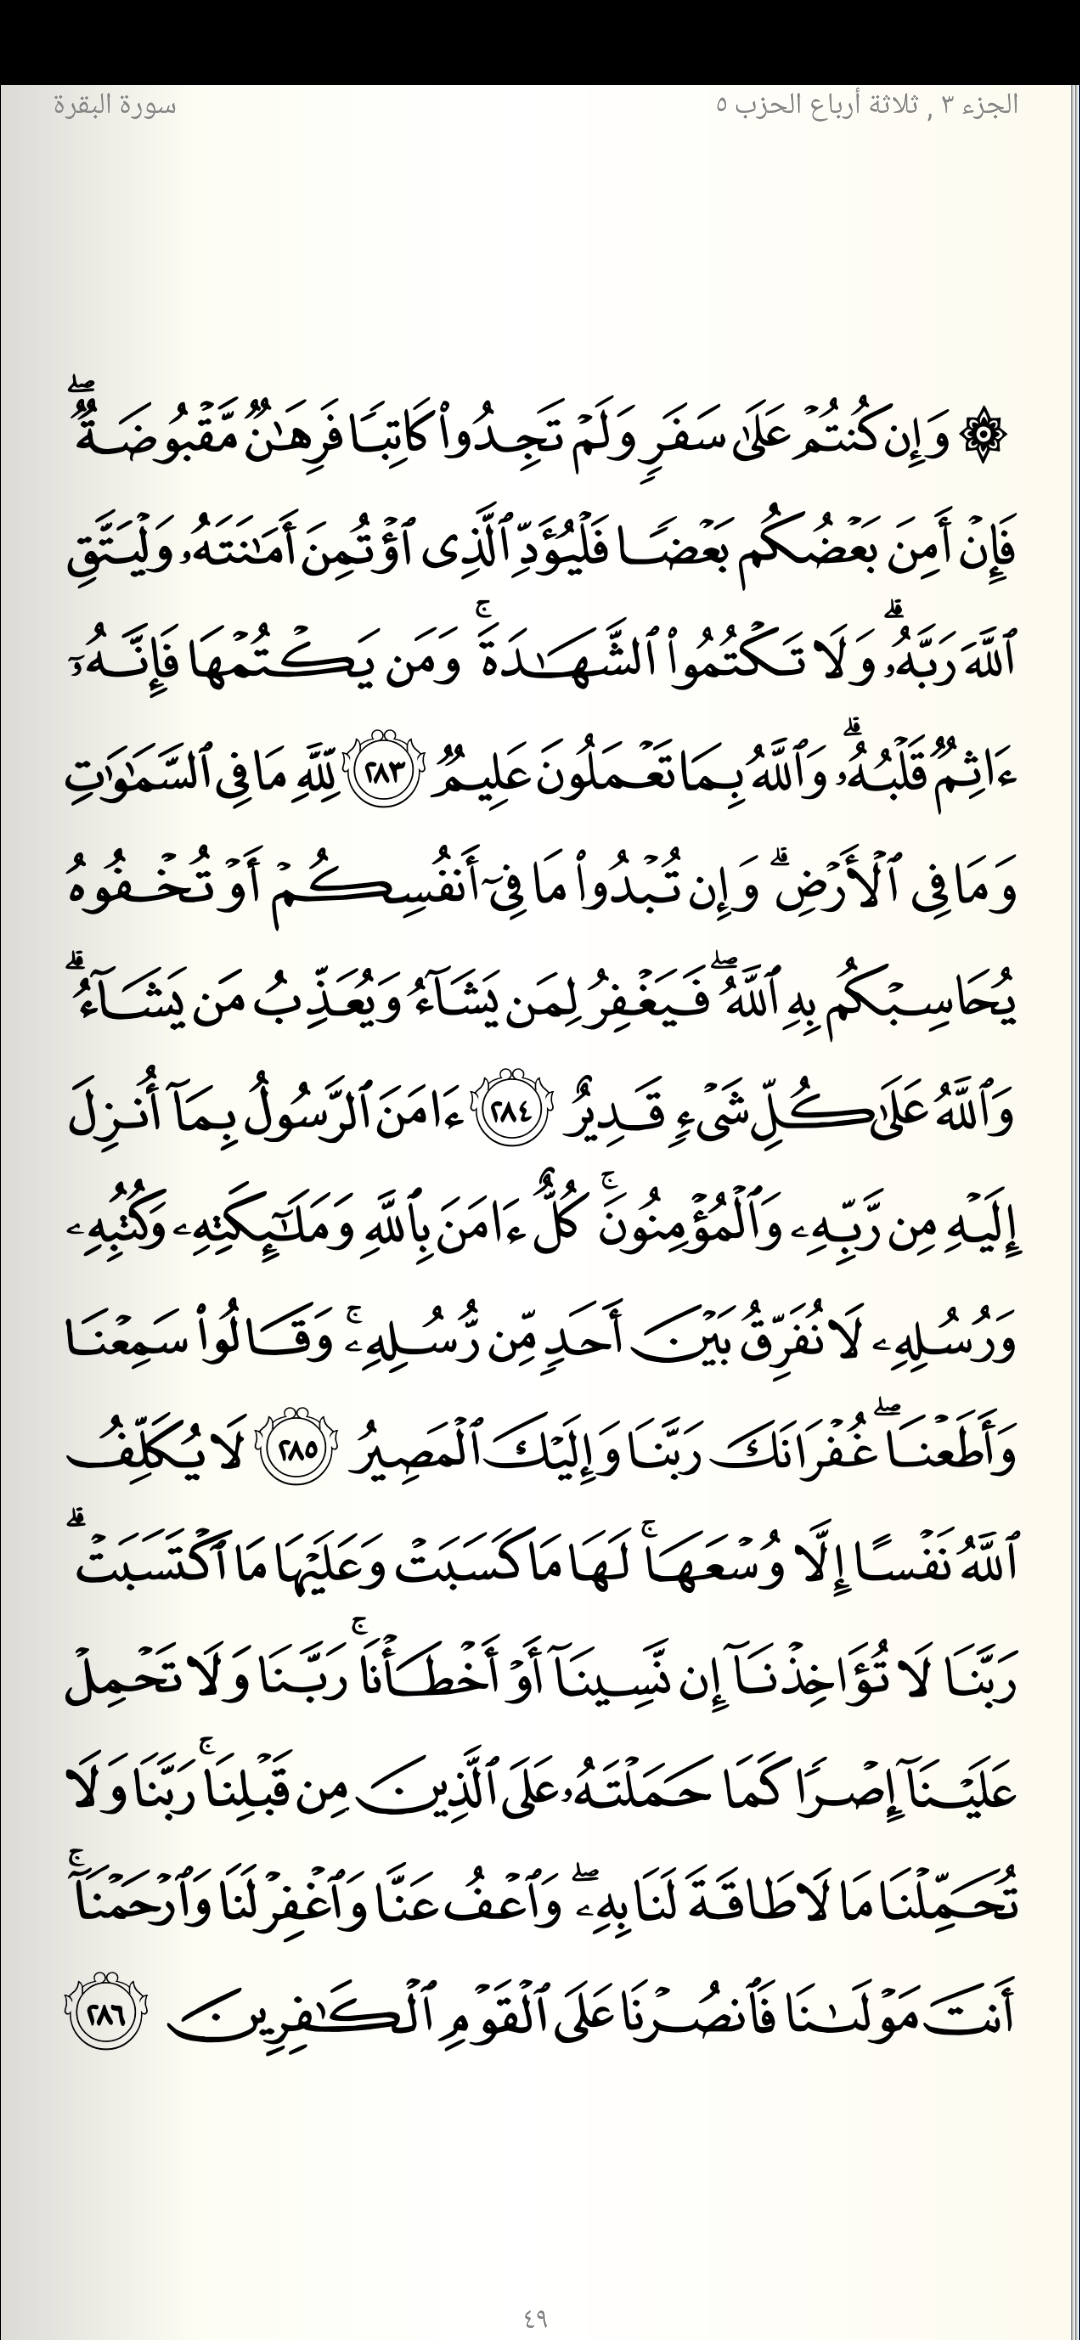 الجزء ٣ , ثلاثة أرباع الحزب ٥
سورة البقرة
۞ وَإِن كُنتُمْ عَلَىٰ سَفَرٍ وَلَمْ تَجِدُوا۟ كَاتِبًا فَرِهَـٰنٌ مَّقْبُوضَةٌ ۖ
فَإِنْ أَمِنَ بَعْضُكُم بَعْضًا فَلْيُؤَدِّ ٱلَّذِى ٱؤْتُمِنَ أَمَـٰنَتَهُۥ وَلْيَتَّقِ
ٱللَّهَ رَبَّهُۥ ۗ وَلَا تَكْتُمُوا۟ ٱلشَّهَـٰدَةَ ۚ وَمَن يَكْتُمْهَا فَإِنَّهُۥٓ
ءَاثِمٌ قَلْبُهُۥ ۗ وَٱللَّهُ بِمَا تَعْمَلُونَ عَلِيمٌ ٢٨٣ لِّلَّهِ مَا فِى ٱلسَّمَـٰوَٰتِ
وَمَا فِى ٱلْأَرْضِ ۗ وَإِن تُبْدُوا۟ مَا فِىٓ أَنفُسِكُمْ أَوْ تُخْفُوهُ
يُحَاسِبْكُم بِهِ ٱللَّهُ ۖ فَيَغْفِرُ لِمَن يَشَآءُ وَيُعَذِّبُ مَن يَشَآءُ ۗ
وَٱللَّهُ عَلَىٰ كُلِّ شَىْءٍ قَدِيرٌ ٢٨٤ ءَامَنَ ٱلرَّسُولُ بِمَآ أُنزِلَ
إِلَيْهِ مِن رَّبِّهِۦ وَٱلْمُؤْمِنُونَ ۚ كُلٌّ ءَامَنَ بِٱللَّهِ وَمَلَـٰٓئِكَتِهِۦ وَكُتُبِهِۦ
وَرُسُلِهِۦ لَا نُفَرِّقُ بَيْنَ أَحَدٍ مِّن رُّسُلِهِۦ ۚ وَقَالُوا۟ سَمِعْنَا
وَأَطَعْنَا ۖ غُفْرَانَكَ رَبَّنَا وَإِلَيْكَ ٱلْمَصِيرُ ٢٨٥ لَا يُكَلِّفُ
ٱللَّهُ نَفْسًا إِلَّا وُسْعَهَا ۚ لَهَا مَا كَسَبَتْ وَعَلَيْهَا مَا ٱكْتَسَبَتْ ۗ
رَبَّنَا لَا تُؤَاخِذْنَآ إِن نَّسِينَآ أَوْ أَخْطَأْنَا ۚ رَبَّنَا وَلَا تَحْمِلْ
عَلَيْنَآ إِصْرًا كَمَا حَمَلْتَهُۥ عَلَى ٱلَّذِينَ مِن قَبْلِنَا ۚ رَبَّنَا وَلَا
تُحَمِّلْنَا مَا لَا طَاقَةَ لَنَا بِهِۦ ۖ وَٱعْفُ عَنَّا وَٱغْفِرْ لَنَا وَٱرْحَمْنَآ ۚ
أَنتَ مَوْلَىٰنَا فَٱنصُرْنَا عَلَى ٱلْقَوْمِ ٱلْكَـٰفِرِينَ ٢٨٦
٤٩